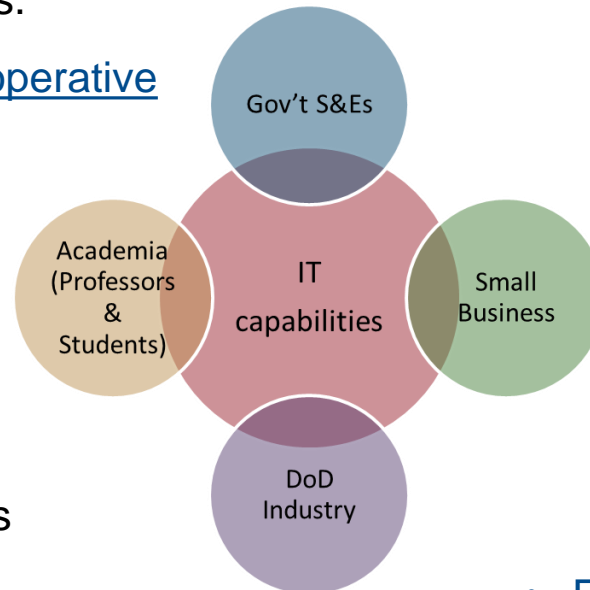 s.
operative
Gov't S&Es
Academia
(Professors
&
Students)
IT
capabilities
Small
Business
DoD
Industry
s